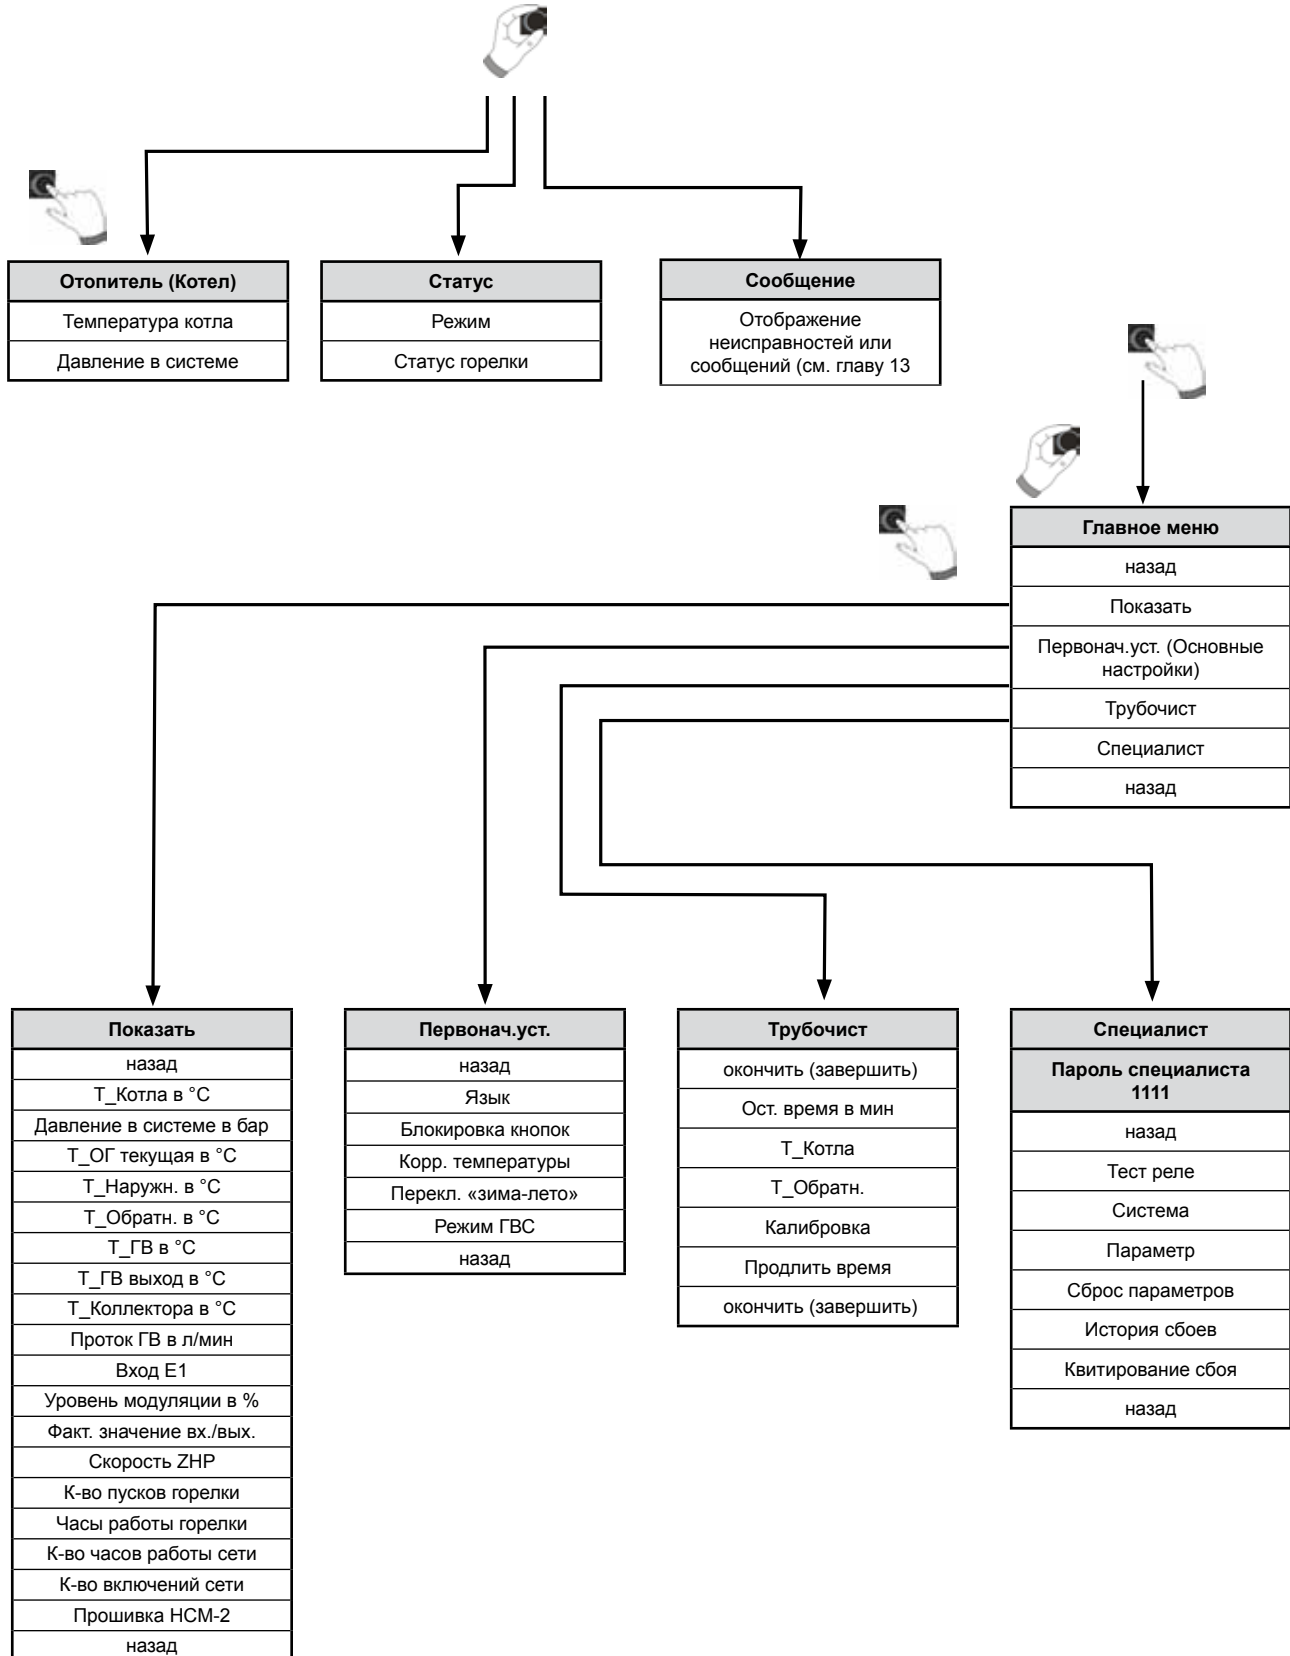 Отопитель (Котел)
Температура котла
Давление в системе
Статус
Режим
Статус горелки
Сообщение
Отображение
неисправностей или
сообщений (см. главу 13
Главное меню
назад
Показать
Первонач.уст. (Основные
настройки)
Трубочист
Специалист
назад
Показать
назад
Т_Котла в °C
Давление в системе в бар
Т_ОГ текущая в °C
Т_Наружн. в °C
Т_Обратн. в °C
Т_ГВ в °C
Т_ГВ выход в °C
Т_Коллектора в °C
Проток ГВ в л/мин
Вход E1
Уровень модуляции в %
Факт. значение вх./вых.
Скорость ZHP
К-во пусков горелки
Часы работы горелки
К-во часов работы сети
К-во включений сети
Прошивка HCM-2
назад
Первонач.уст.
назад
Язык
Блокировка кнопок
Корр. температуры
Перекл. «зима-лето»
Режим ГВС
назад
Трубочист
окончить (завершить)
Ост. время в мин
Т_Котла
Т_Обратн.
Калибровка
Продлить время
окончить (завершить)
Специалист
Пароль специалиста
1111
назад
Тест реле
Система
Параметр
Сброс параметров
История сбоев
Квитирование сбоя
назад